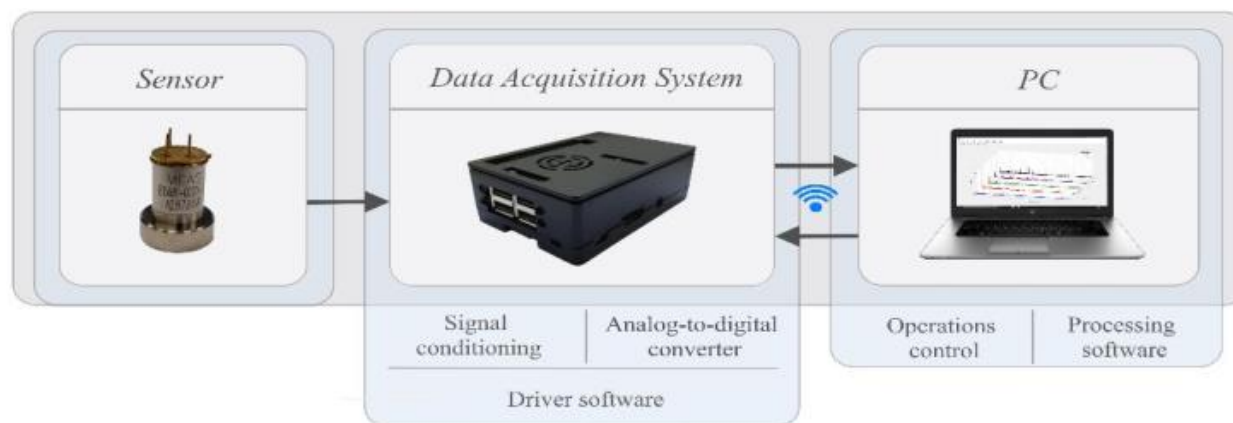 Sensor
Data Acquisition System
PC
Signal
conditioning
Analog-to-digital
converter
Driver software
Operations
control
Processing
software